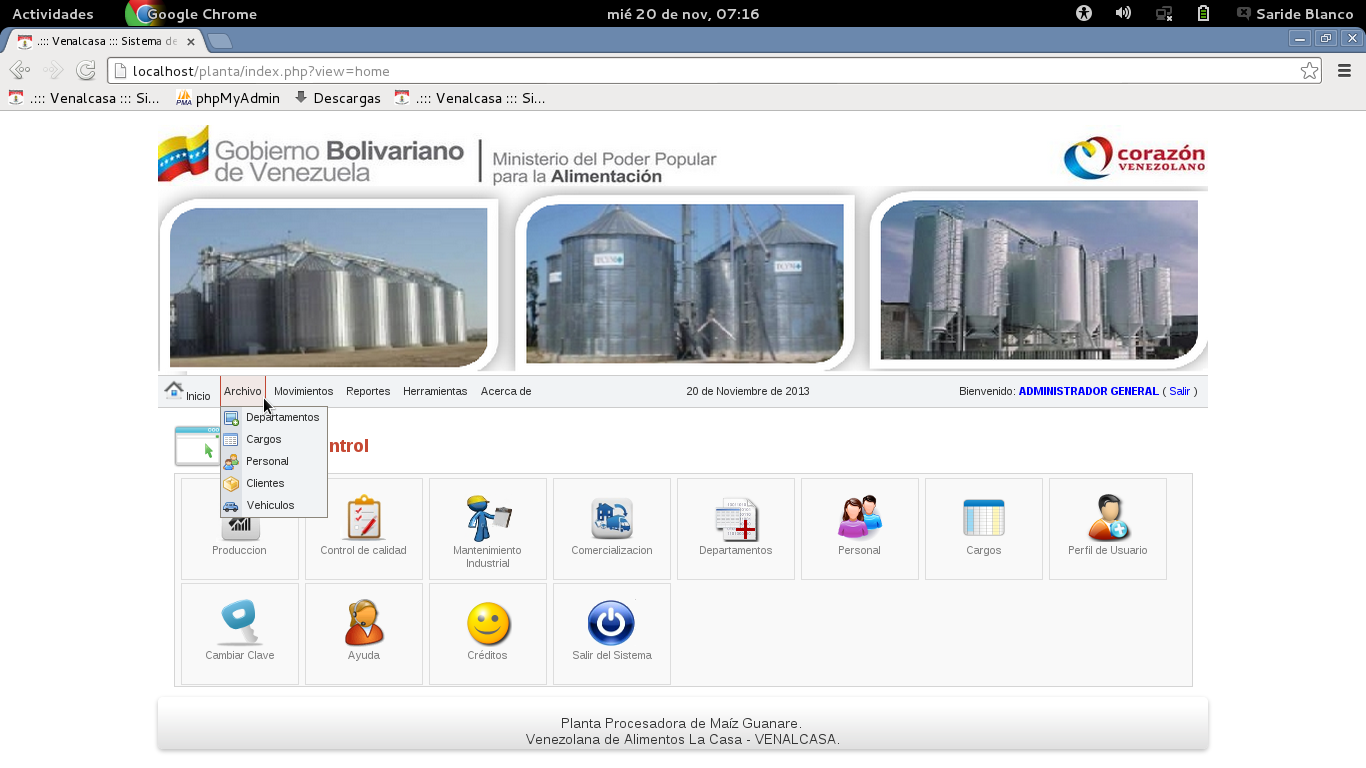 Actividades
Google Chrome
mié 20 de nov, 07:16
Saride Blanco
.::: Venalcasa ::: Sistema de
localhost/planta/index.php?view=home
.::: Venalcasa ::: Si...
phpMyAdmin
Descargas
.::: Venalcasa ::: Si...
Gobierno Bolivariano
de Venezuela
Ministerio del Poder Popular
para la Alimentación
corazón
VENEZOLANO
Inicio
Archivo
Movimientos
Reportes
Herramientas
Acerca de
20 de Noviembre de 2013
Bienvenido: ADMINISTRADOR GENERAL ( Salir )
Departamentos
Cargos
Personal
Clientes
Vehiculos
ntrol
Produccion
Control de calidad
Mantenimiento
Industrial
Comercializacion
Departamentos
Personal
Cargos
Perfil de Usuario
Cambiar Clave
Ayuda
Créditos
Salir del Sistema
Planta Procesadora de Maíz Guanare.
Venezolana de Alimentos La Casa - VENALCASA.